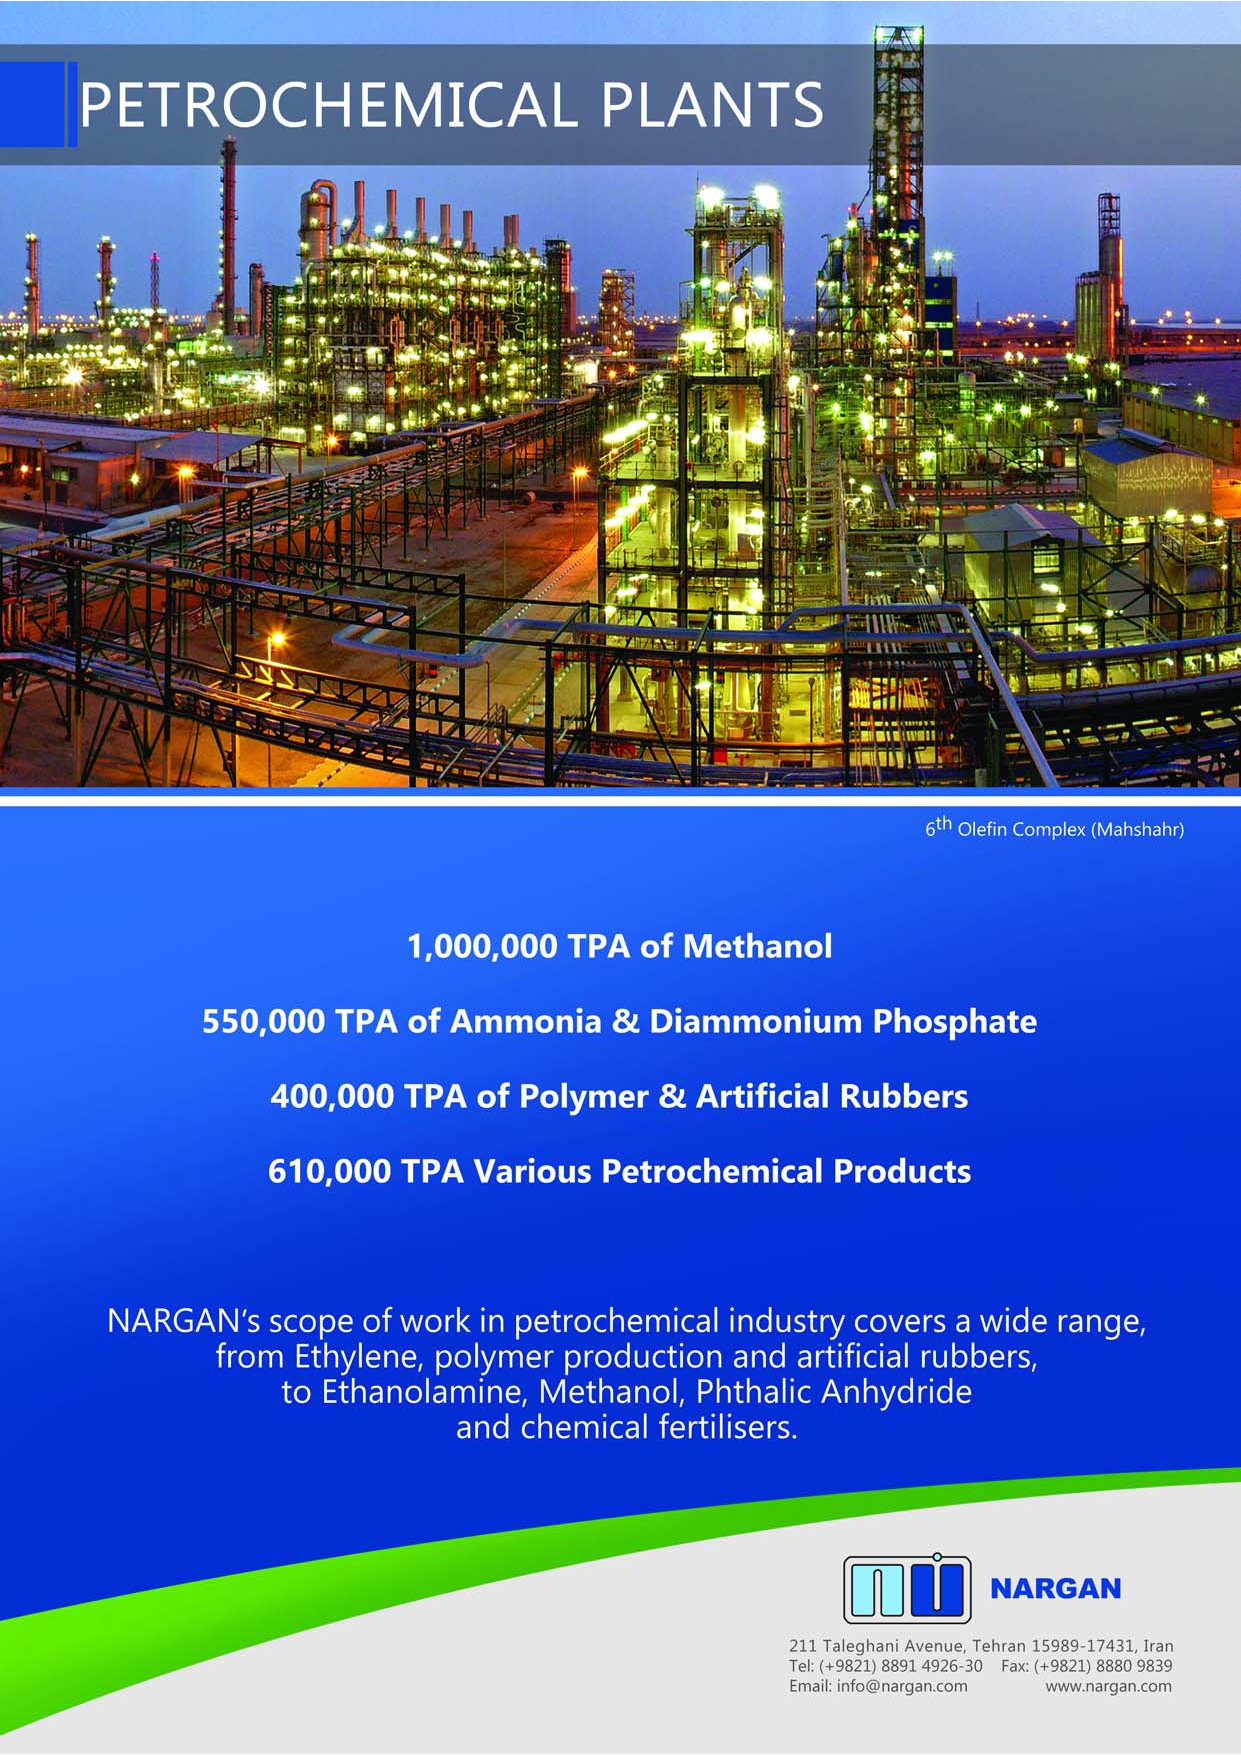 PETROCHEMICAL PLANTS
6th Olefin Complex (Mahshahr)
1,000,000 TPA of Methanol
550,000 TPA of Ammonia & Diammonium Phosphate
400,000 TPA of Polymer & Artificial Rubbers
610,000 TPA Various Petrochemical Products
NARGAN's scope of work in petrochemical industry covers a wide range,
from Ethylene, polymer production and artificial rubbers,
to Ethanolamine, Methanol, Phthalic Anhydride
and chemical fertilisers.
NARGAN
211 Taleghani Avenue, Tehran 15989-17431, Iran
Tel: (+9821) 8891 4926-30 Fax: (+9821) 8880 9839
Email: info@nargan.com www.nargan.com